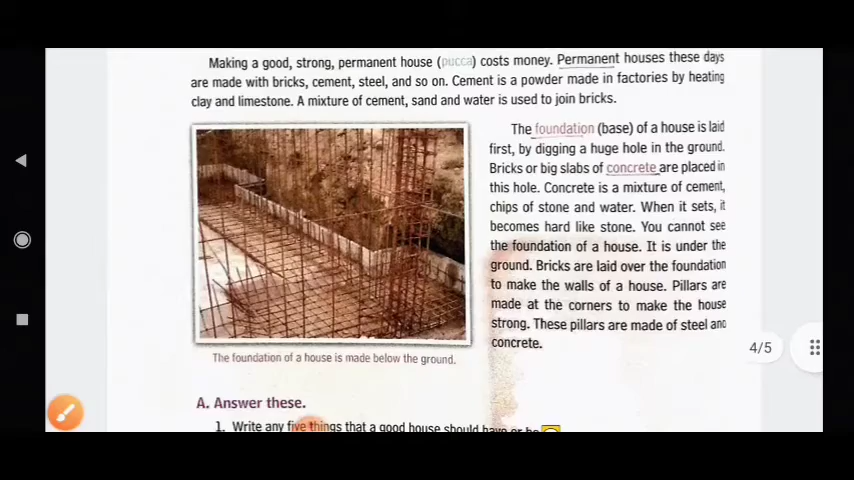 Making a good, strong, permanent house (pucca) costs money. Permanent houses these days
are made with bricks, cement, steel, and so on. Cement is a powder made in factories by heating
clay and limestone. A mixture of cement, sand and water is used to join bricks.
The foundation (base) of a house is laid
first, by digging a huge hole in the ground.
Bricks or big slabs of concrete are placed in
this hole. Concrete is a mixture of cement,
chips of stone and water. When it sets, it
becomes hard like stone. You cannot see
the foundation of a house. It is under the
ground. Bricks are laid over the foundation
to make the walls of a house. Pillars are
made at the corners to make the house
strong. These pillars are made of steel and
concrete.
The foundation of a house is made below the ground.
4/5
A. Answer these.
1. Write any five things that a good house should have or be